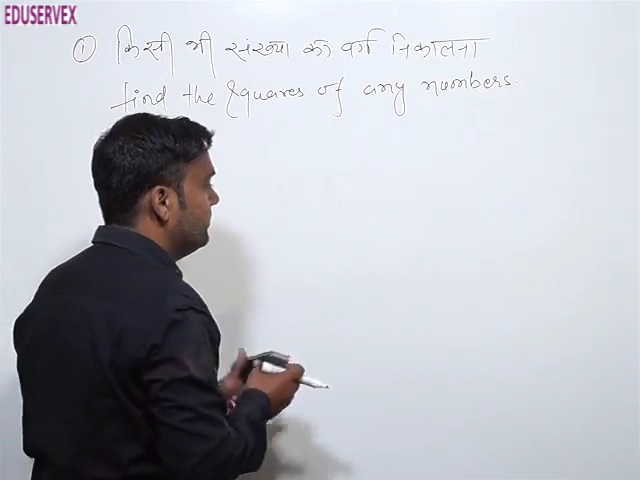 EDUSERVEX
① किसी भी संख्या का वर्ग निकालना
find the squares of any numbers.